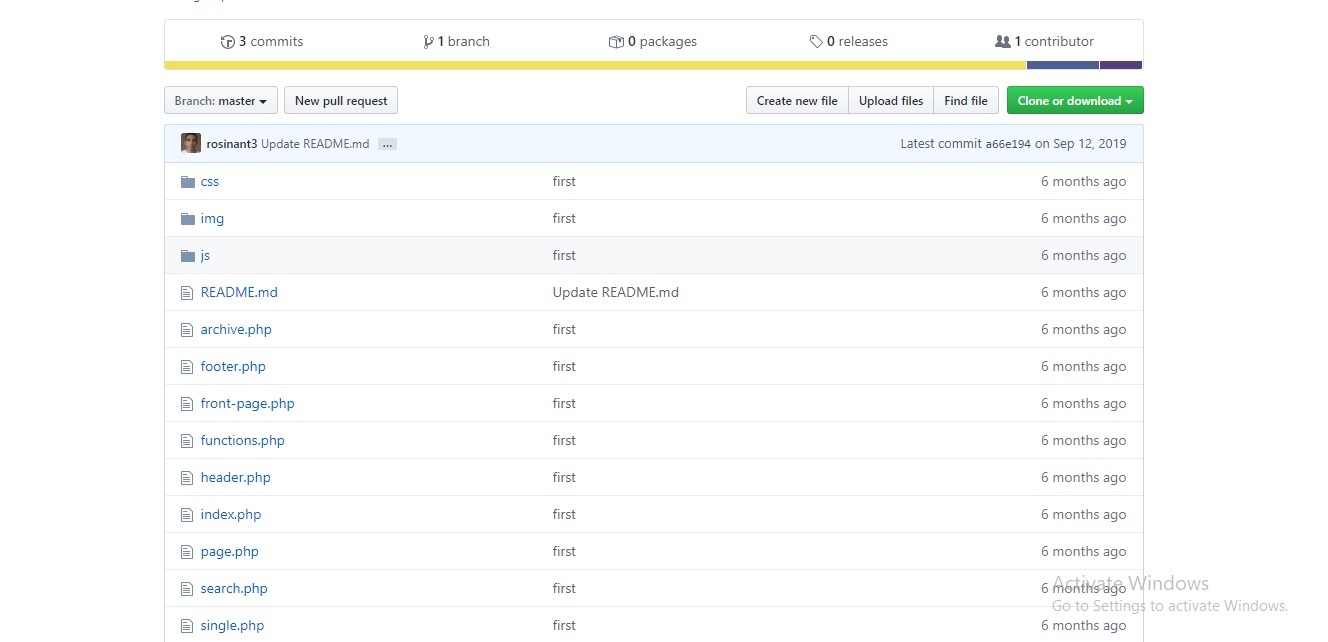 3 commits 1 branch 0 packages 0 releases 1 contributor
Branch: master New pull request Create new file Upload files Find file Clone or download
rosinant3 Update README.md ... Latest commit a66e194 on Sep 12, 2019
css first 6 months ago
img first 6 months ago
js first 6 months ago
README.md Update README.md 6 months ago
archive.php first 6 months ago
footer.php first 6 months ago
front-page.php first 6 months ago
functions.php first 6 months ago
header.php first 6 months ago
index.php first 6 months ago
page.php first 6 months ago
search.php first 6 months ago
single.php first 6 months ago
Activate Windows
Go to Settings to activate Windows.